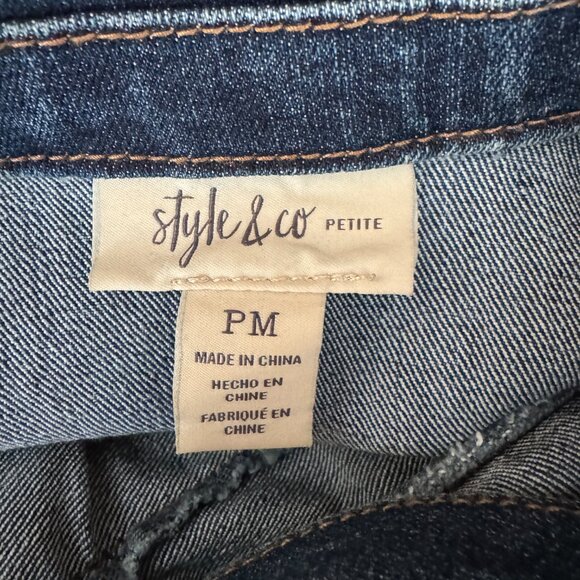 style & co PETITE
PM
MADE IN CHINA
HECHO EN
CHINE
FABRIQUÉ EN
CHINE